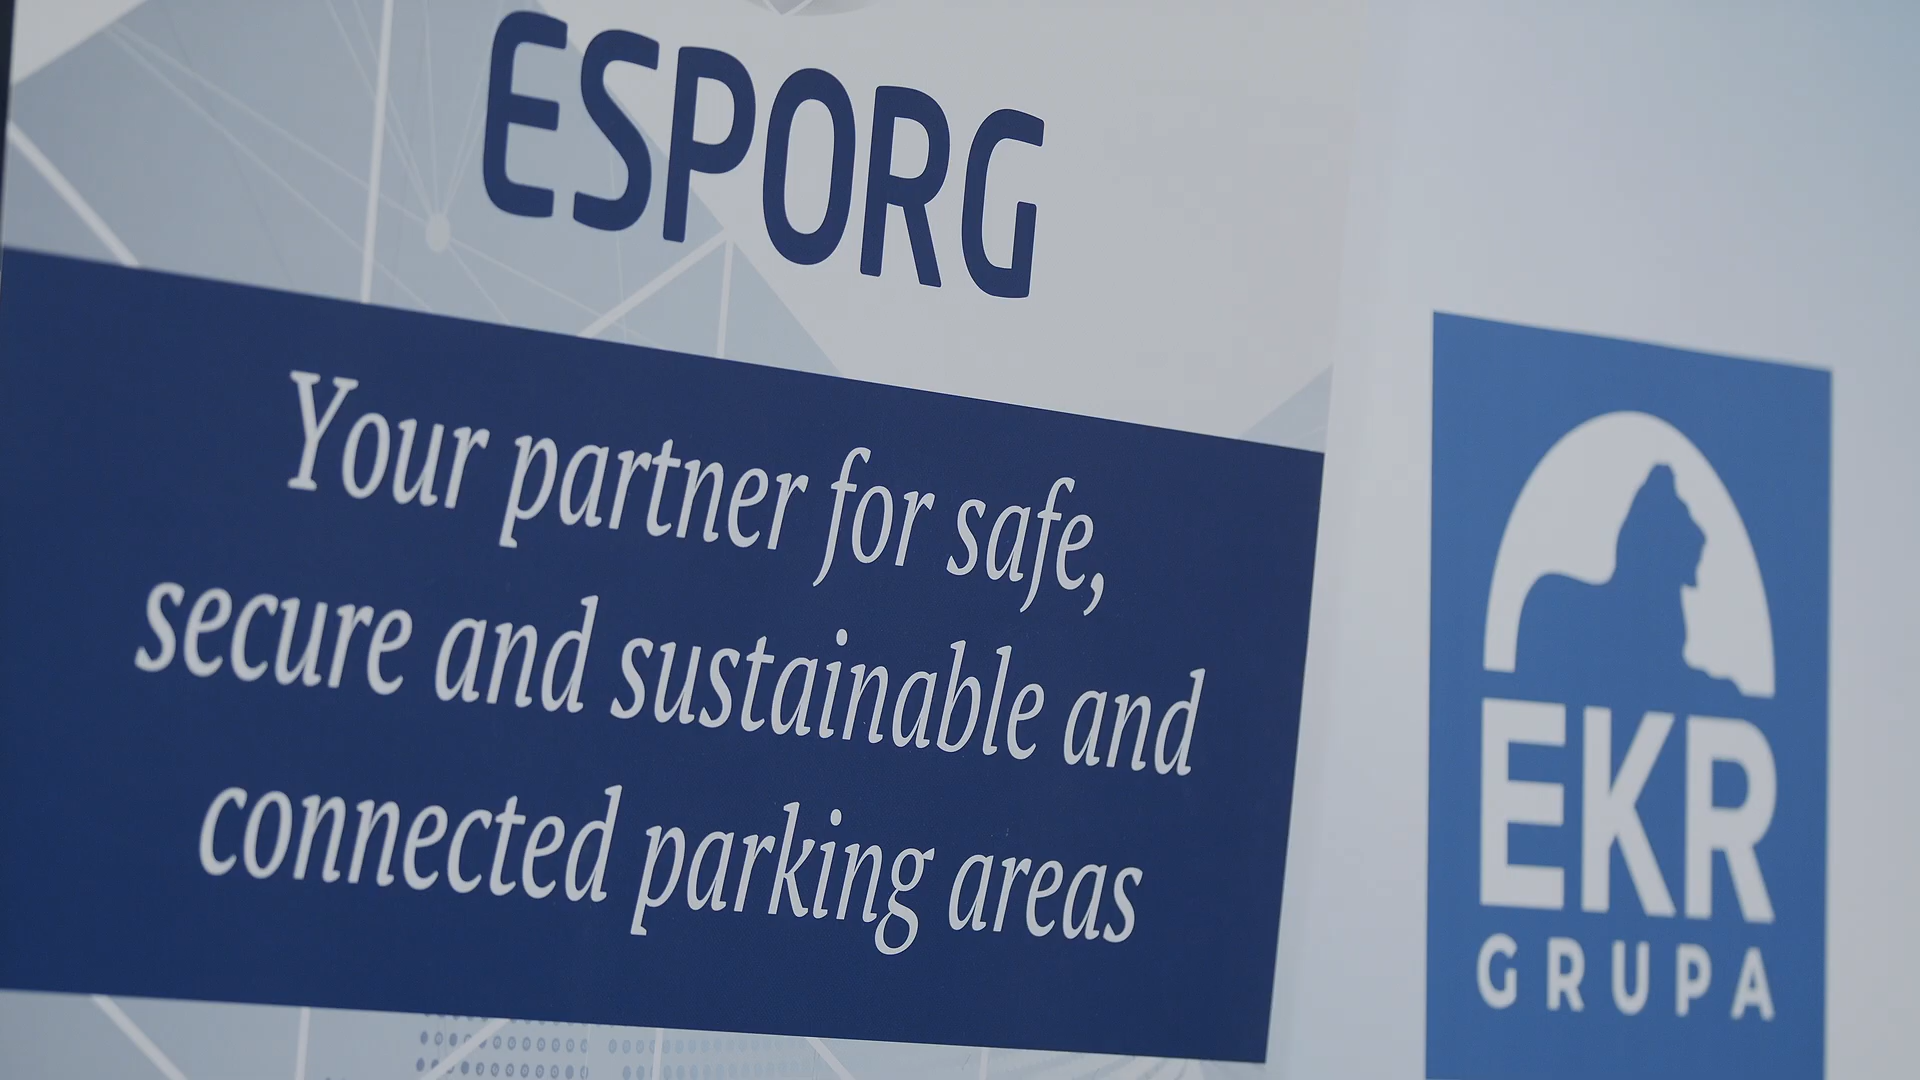 ESPORG
Your partner for safe,
secure and sustainable and
connected parking areas
EKR
GRUPA